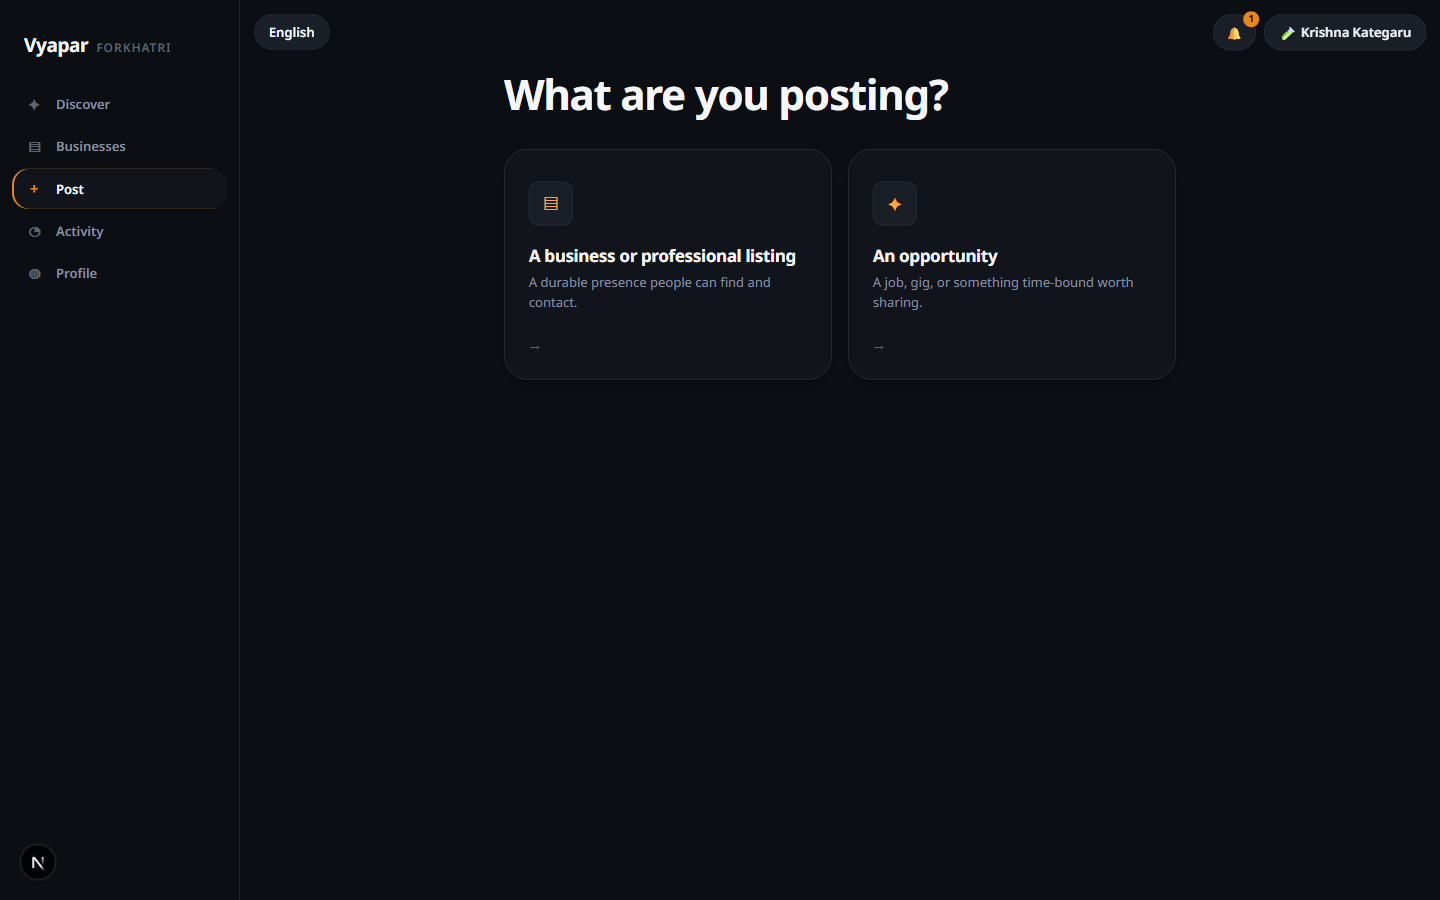 Vyapar FORKHATRI
Discover
Businesses
Post
Activity
Profile
English
1
Krishna Kategaru
What are you posting?
A business or professional listing
A durable presence people can find and
contact.
→
An opportunity
A job, gig, or something time-bound worth
sharing.
→
N